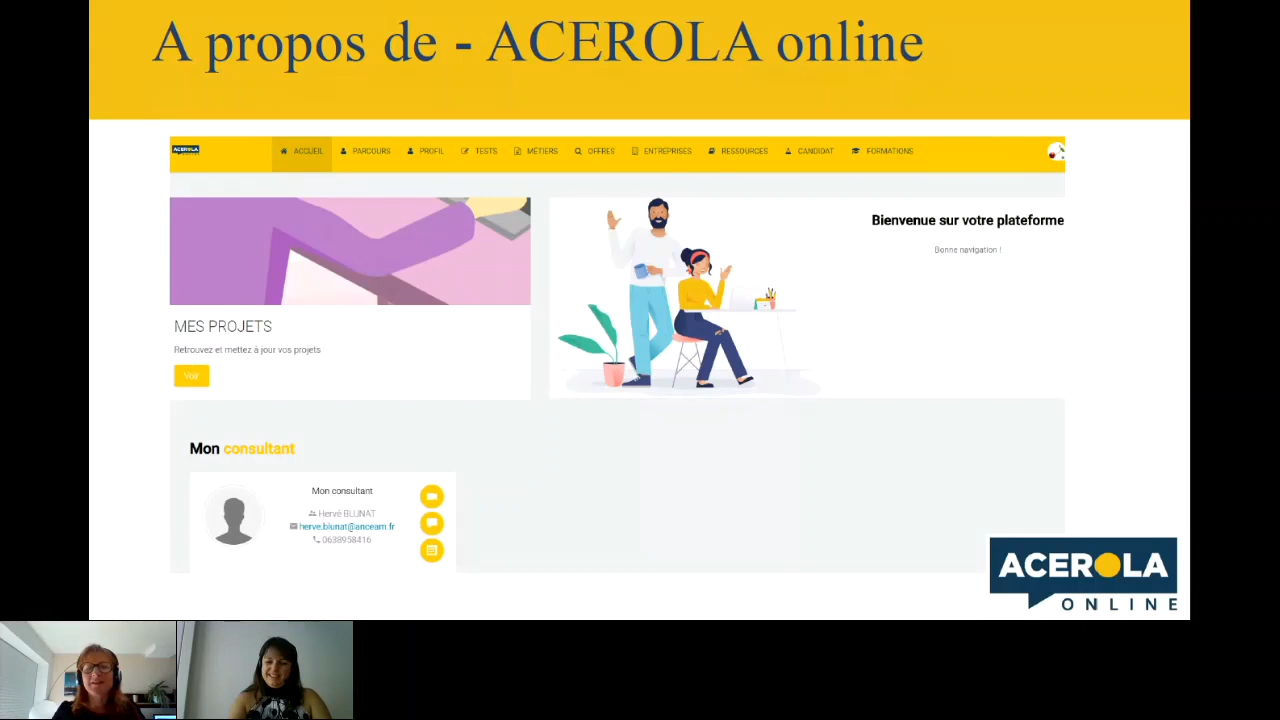 A propos de - ACEROLA online
ACEROLA
ACCUEIL PARCOURS PROFIL TESTS MÉTIERS OFFRES ENTREPRISES RESSOURCES CANDIDAT FORMATIONS
Bienvenue sur votre plateforme
Bonne navigation !
MES PROJETS
Retrouvez et mettez à jour vos projets
Voir
Mon consultant
Mon consultant
Hervé BLUNAT
herve.blunat@anceam.fr
0638958416
ACEROLA
ONLINE